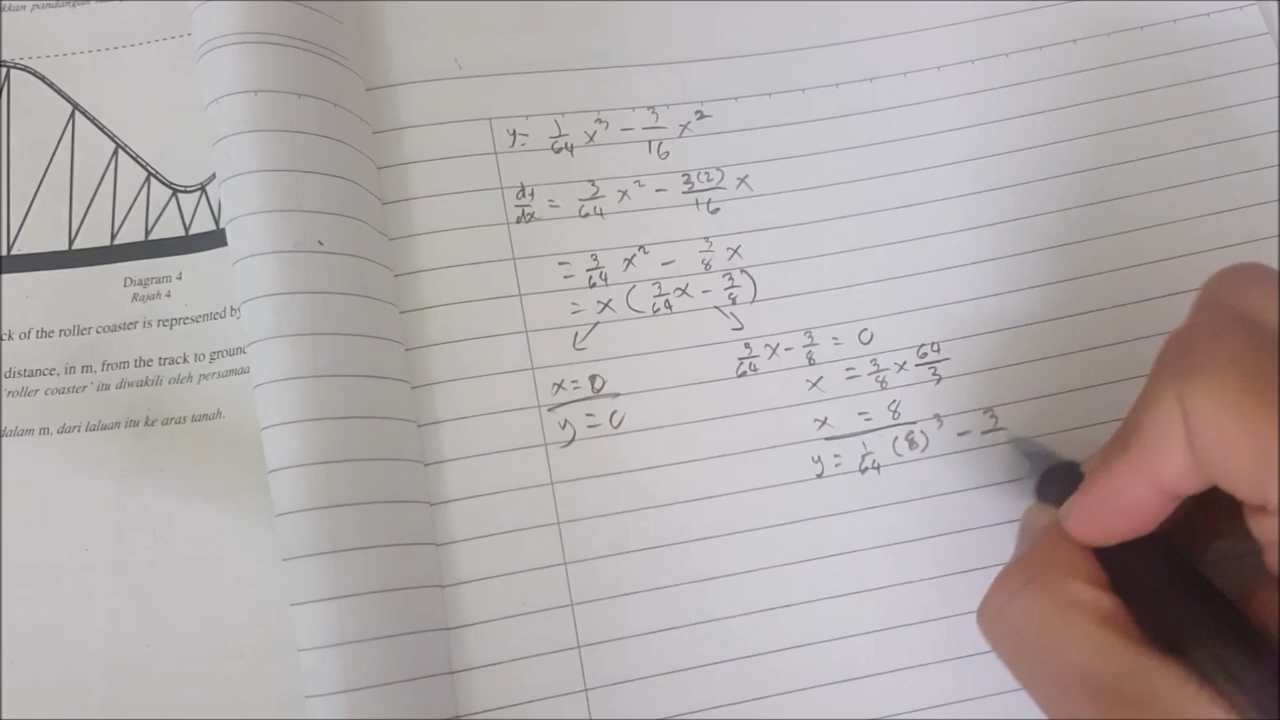 kkan pandangan
Diagram 4
Rajah 4
ck of the roller coaster is represented by
distance, in m, from the track to ground
'roller coaster' itu diwakili oleh persamaa
dalam m, dari laluan itu ke aras tanah.
y = 1/64 x³ - 3/16 x²
dy/dx = 3/64 x² - 3(2)/16 x
= 3/64 x² - 3/8 x
= x ( 3/64 x - 3/8 )
x = 0
y = 0
3/64 x - 3/8 = 0
x = 3/8 × 64/3
x = 8
y = 1/64 (8)³ - 3